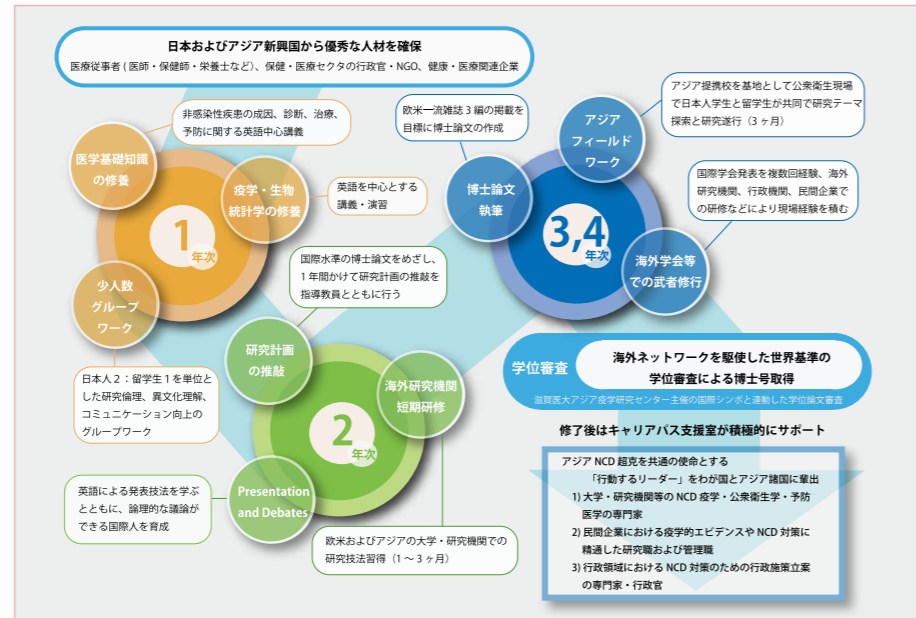 日本およびアジア新興国から優秀な人材を確保
医療従事者(医師・保健師・栄養士など)、保健・医療セクタの行政官・NGO、健康・医療関連企業
非感染性疾患の成因、診断、治療、
予防に関する英語中心講義
医学基礎知識
の修養
疫学・生物
統計学の修養
英語を中心とする
講義・演習
1
年次
少人数
グループ
ワーク
日本人2：留学生1を単位と
した研究倫理、異文化理解、
コミュニケーション向上の
グループワーク
国際水準の博士論文をめざし、
1年間かけて研究計画の推敲を
指導教員とともに行う
研究計画
の推敲
海外研究機関
短期研修
2
年次
Presentation
and Debates
英語による発表技法を学ぶ
とともに、論理的な議論が
できる国際人を育成
欧米およびアジアの大学・研究機関での
研究技法習得（1～3ヶ月）
欧米一流雑誌3編の掲載を
目標に博士論文の作成
博士論文
執筆
アジア
フィールド
ワーク
アジア提携校を基地として公衆衛生現場
で日本人学生と留学生が共同で研究テーマ
探索と研究遂行（3ヶ月）
3,4
年次
国際学会発表を複数回経験、海外
研究機関、行政機関、民間企業で
の研修などにより現場経験を積む
海外学会等
での武者修行
学位審査
海外ネットワークを駆使した世界基準の
学位審査による博士号取得
滋賀医大アジア疫学研究センター主催の国際シンポと連動した学位論文審査
修了後はキャリアパス支援室が積極的にサポート
アジアNCD超克を共通の使命とする
「行動するリーダー」をわが国とアジア諸国に輩出
1) 大学・研究機関等のNCD疫学・公衆衛生学・予防
医学の専門家
2) 民間企業における疫学的エビデンスやNCD対策に
精通した研究職および管理職
3) 行政領域におけるNCD対策のための行政施策立案
の専門家・行政官